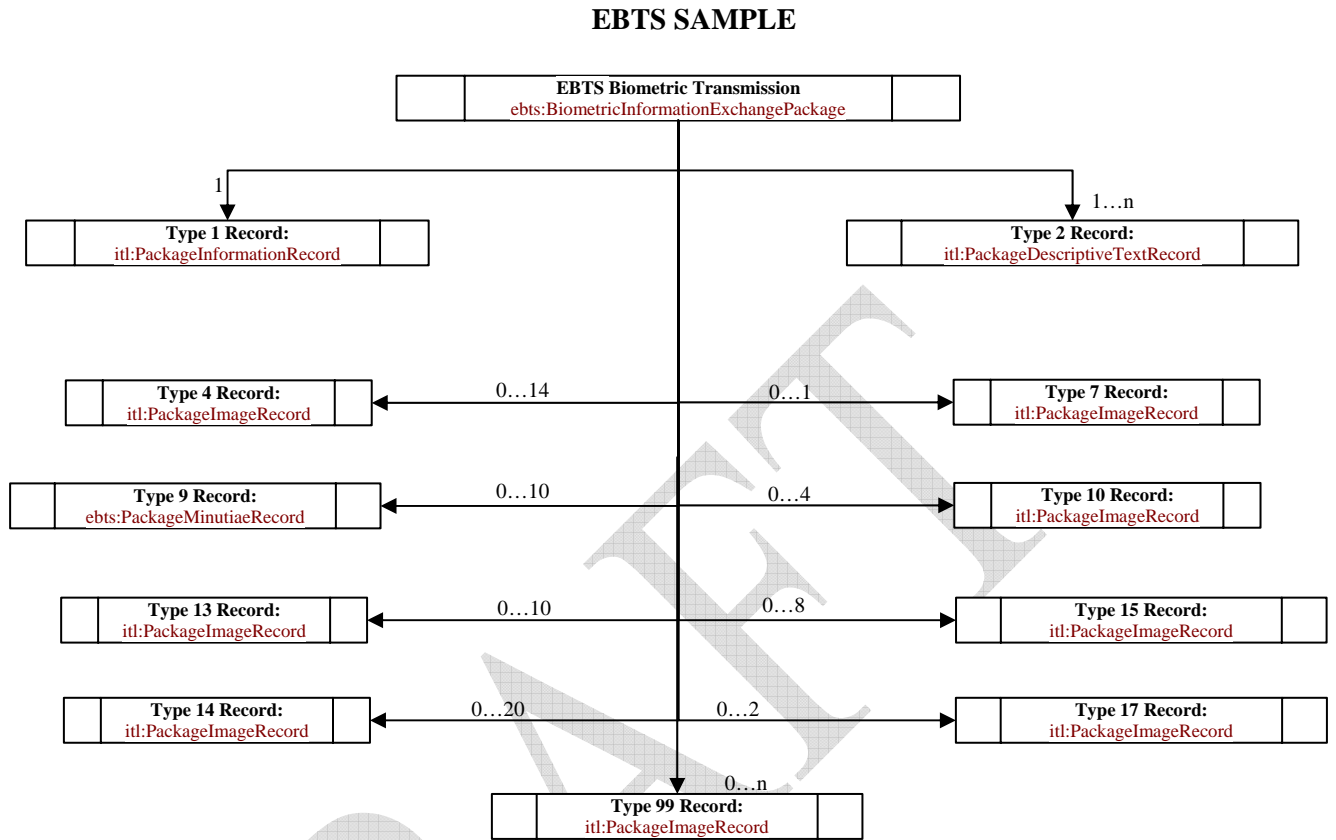 EBTS SAMPLE
EBTS Biometric Transmission
ebts:BiometricInformationExchangePackage
1
1…n
Type 1 Record:
itl:PackageInformationRecord
Type 2 Record:
itl:PackageDescriptiveTextRecord
Type 4 Record:
itl:PackageImageRecord
0…14
0…1
Type 7 Record:
itl:PackageImageRecord
Type 9 Record:
ebts:PackageMinutiaeRecord
0…10
0…4
Type 10 Record:
itl:PackageImageRecord
Type 13 Record:
itl:PackageImageRecord
0…10
0…8
Type 15 Record:
itl:PackageImageRecord
Type 14 Record:
itl:PackageImageRecord
0…20
0…2
Type 17 Record:
itl:PackageImageRecord
0…n
Type 99 Record:
itl:PackageImageRecord